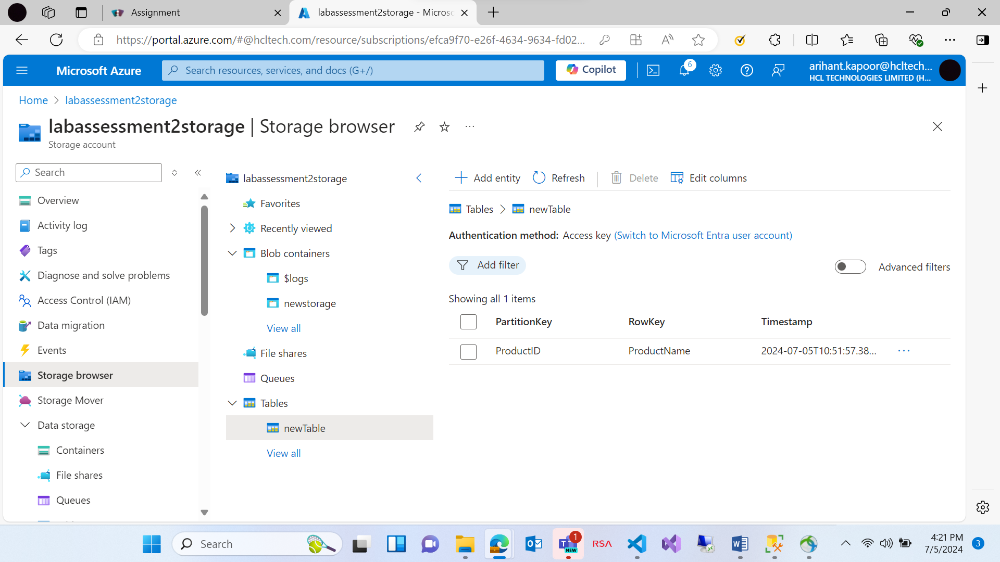 Assignment
labassessment2storage - Microsc
https://portal.azure.com/#@hcltech.com/resource/subscriptions/efca9f70-e26f-4634-9634-fd02...
Microsoft Azure
Search resources, services, and docs (G+/)
Copilot
6
arihant.kapoor@hcltech...
HCL TECHNOLOGIES LIMITED (H...
Home > labassessment2storage
labassessment2storage | Storage browser
Storage account
Search
Overview
Activity log
Tags
Diagnose and solve problems
Access Control (IAM)
Data migration
Events
Storage browser
Storage Mover
Data storage
Containers
File shares
Queues
labassessment2storage
Favorites
Recently viewed
Blob containers
$logs
newstorage
View all
File shares
Queues
Tables
newTable
View all
Add entity
Refresh
Delete
Edit columns
Tables > newTable
Authentication method: Access key (Switch to Microsoft Entra user account)
Add filter
Advanced filters
Showing all 1 items
PartitionKey RowKey Timestamp
ProductID ProductName 2024-07-05T10:51:57.38...
Search
1
NEW
RSA
4:21 PM
7/5/2024
3